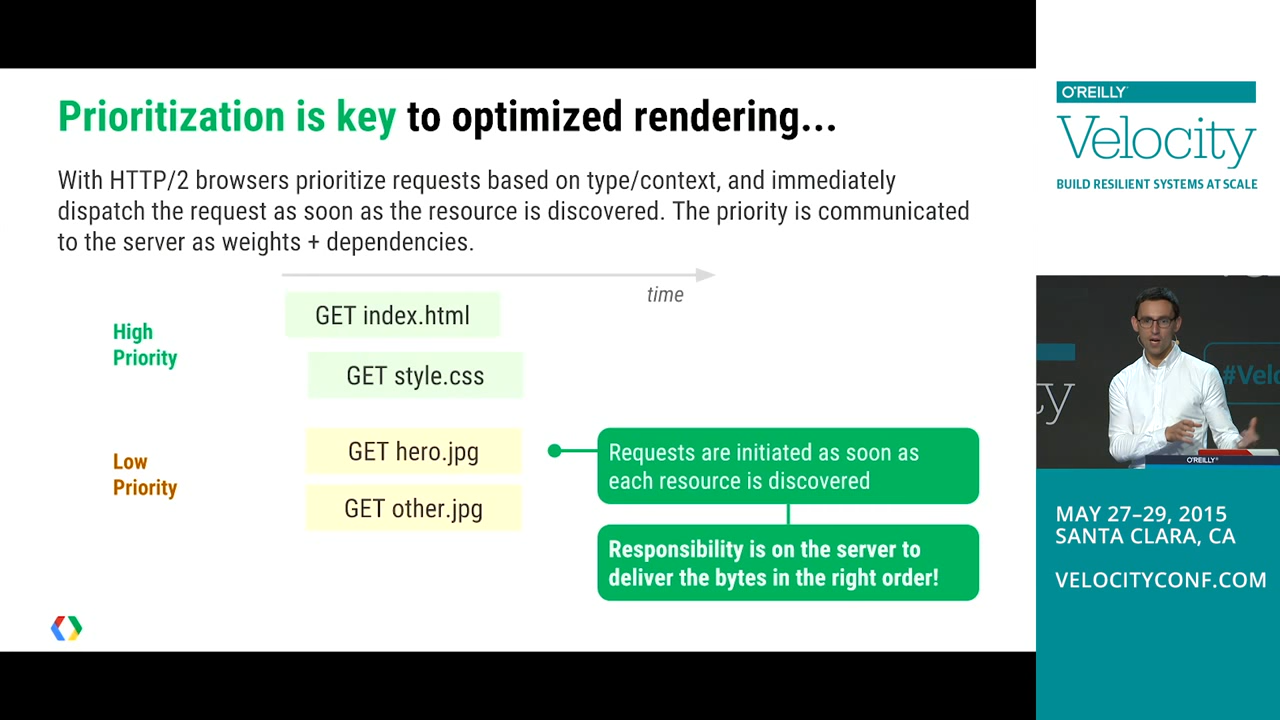 Prioritization is key to optimized rendering...
With HTTP/2 browsers prioritize requests based on type/context, and immediately
dispatch the request as soon as the resource is discovered. The priority is communicated
to the server as weights + dependencies.
time
High
Priority
GET index.html
GET style.css
Low
Priority
GET hero.jpg
GET other.jpg
Requests are initiated as soon as
each resource is discovered
Responsibility is on the server to
deliver the bytes in the right order!
O'REILLY
Velocity
BUILD RESILIENT SYSTEMS AT SCALE
ty
#Velo
O'REILLY
MAY 27–29, 2015
SANTA CLARA, CA
VELOCITYCONF.COM